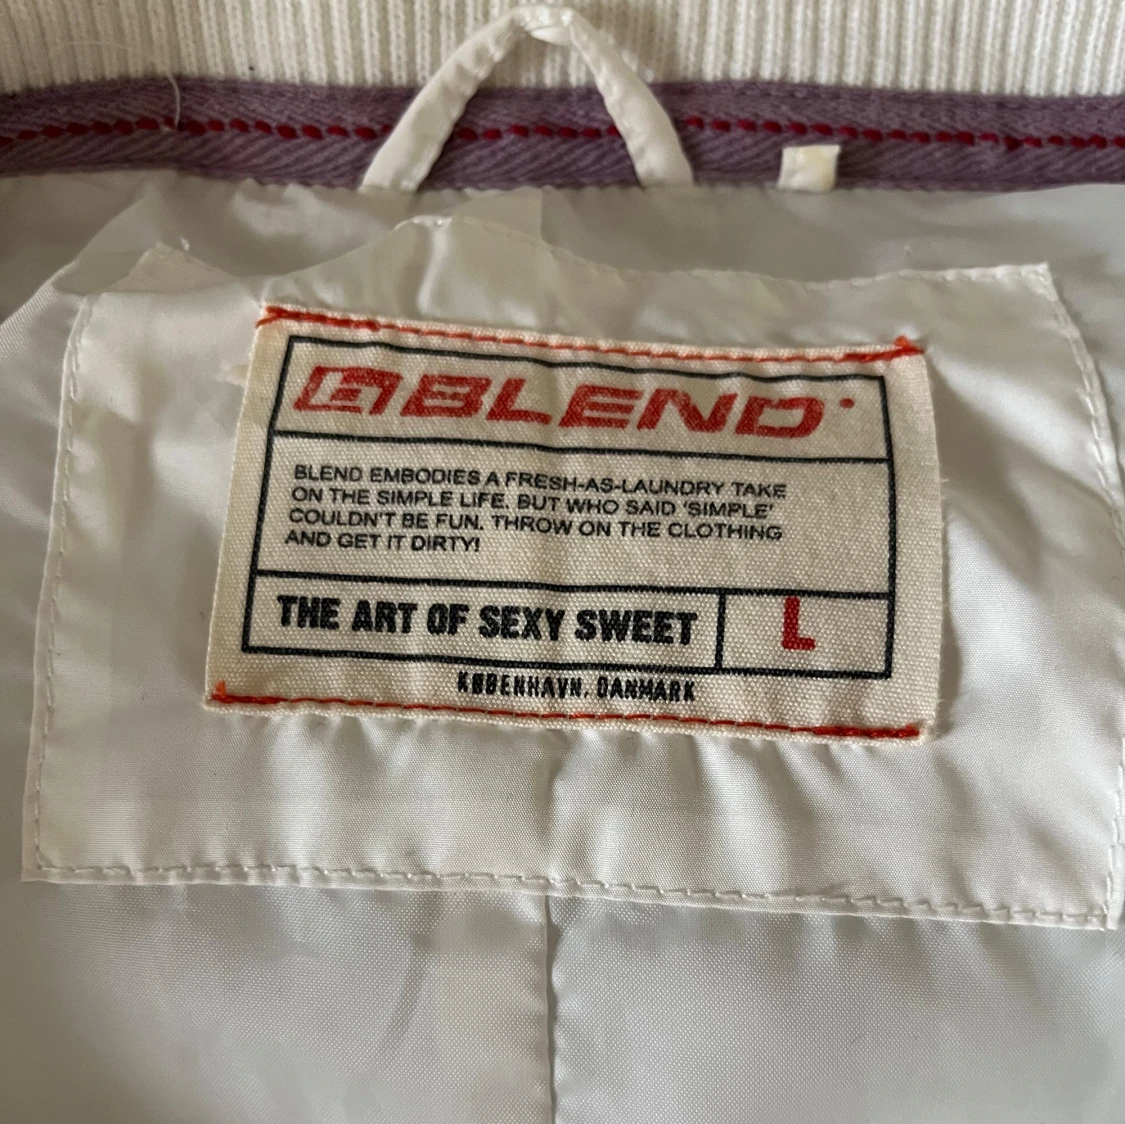 BLEND
BLEND EMBODIES A FRESH-AS-LAUNDRY TAKE
ON THE SIMPLE LIFE. BUT WHO SAID 'SIMPLE'
COULDN'T BE FUN. THROW ON THE CLOTHING
AND GET IT DIRTY!
THE ART OF SEXY SWEET
L
KØBENHAVN. DANMARK